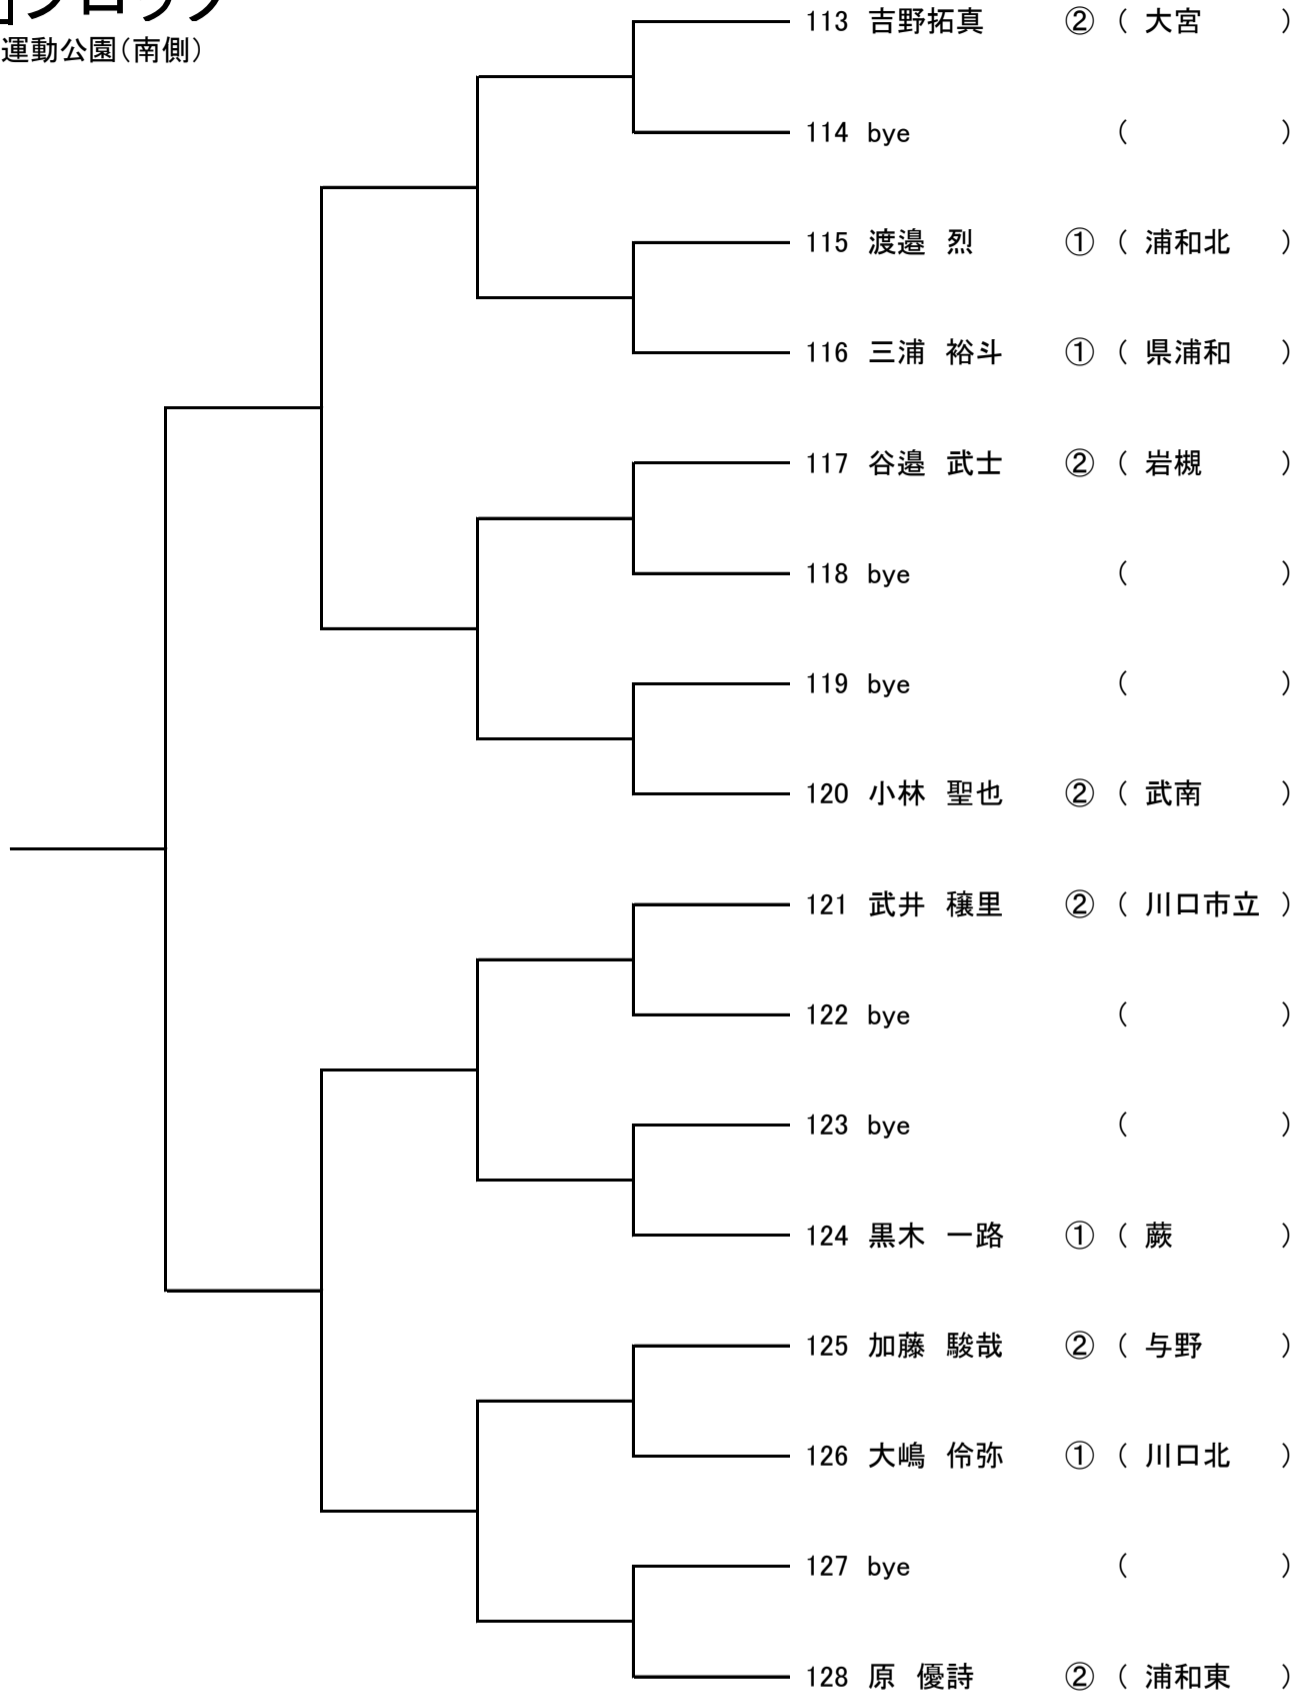 ブロック
運動公園(南側)
113 吉野拓真 ② ( 大宮 )
114 bye ( )
115 渡邉 烈 ① ( 浦和北 )
116 三浦 裕斗 ① ( 県浦和 )
117 谷邉 武士 ② ( 岩槻 )
118 bye ( )
119 bye ( )
120 小林 聖也 ② ( 武南 )
121 武井 穣里 ② ( 川口市立 )
122 bye ( )
123 bye ( )
124 黒木 一路 ① ( 蕨 )
125 加藤 駿哉 ② ( 与野 )
126 大嶋 伶弥 ① ( 川口北 )
127 bye ( )
128 原 優詩 ② ( 浦和東 )